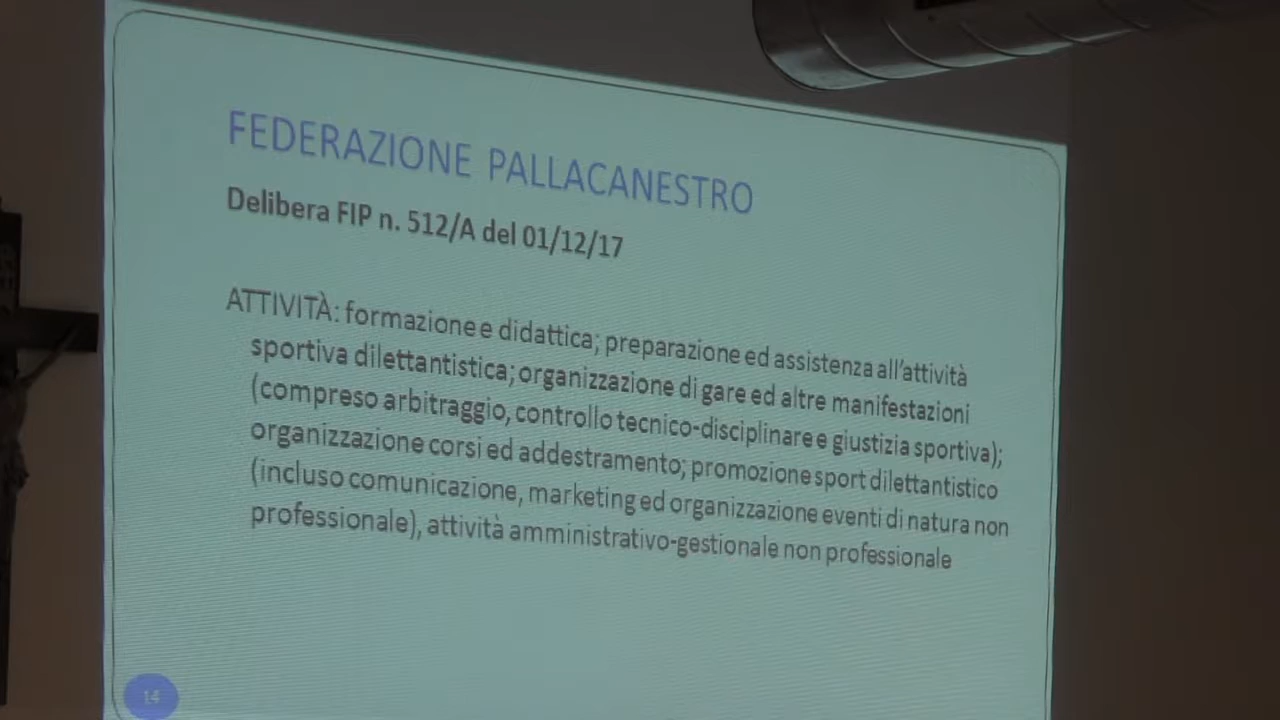 FEDERAZIONE PALLACANESTRO
Delibera FIP n. 512/A del 01/12/17
ATTIVITÀ: formazione e didattica; preparazione ed assistenza all'attività
sportiva dilettantistica; organizzazione di gare ed altre manifestazioni
(compreso arbitraggio, controllo tecnico-disciplinare e giustizia sportiva);
organizzazione corsi ed addestramento; promozione sport dilettantistico
(incluso comunicazione, marketing ed organizzazione eventi di natura non
professionale), attività amministrativo-gestionale non professionale
14